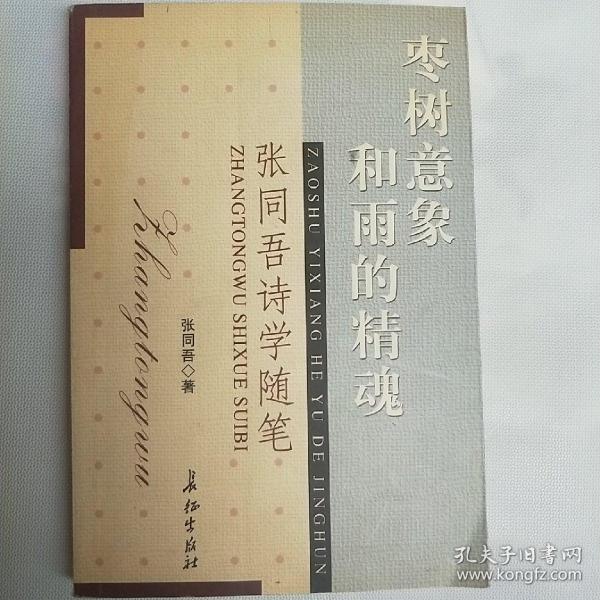 枣树意象
和雨的精魂
ZAOSHU YIXIANG HE YU DE JINGHUN
张同吾诗学随笔
ZHANGTONGWU SHIXUE SUIBI
张同吾◇著
Zhangtongwu
长征出版社
孔夫子旧书网
www.kongfz.com